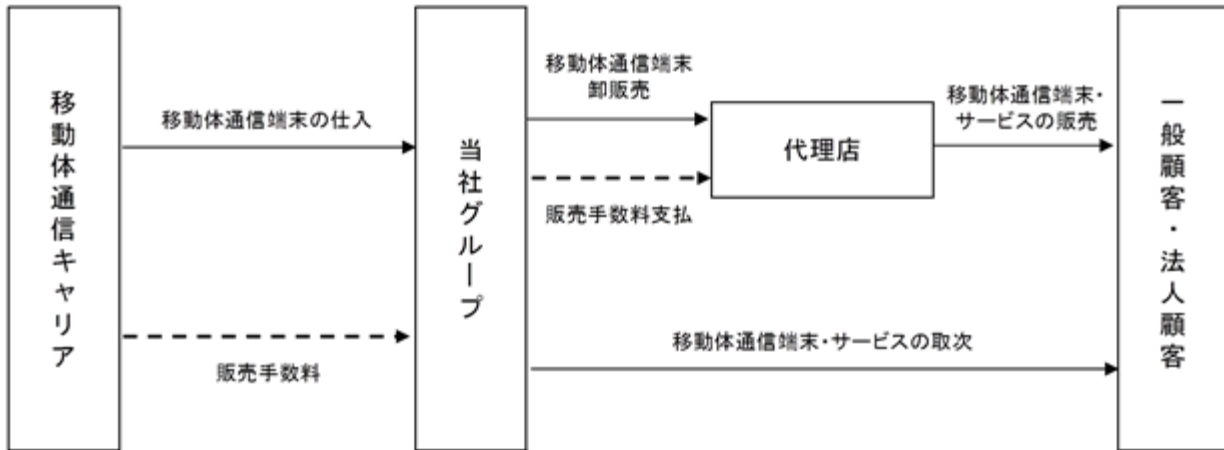 移動体通信キャリア
移動体通信端末の仕入
販売手数料
当社グループ
移動体通信端末
卸販売
販売手数料支払
代理店
移動体通信端末・
サービスの販売
移動体通信端末・サービスの取次
一般顧客・法人顧客